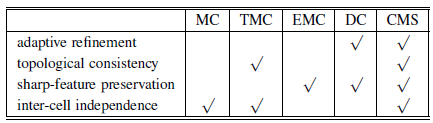 MC TMC EMC DC CMS
adaptive refinement √ √
topological consistency √ √
sharp-feature preservation √ √ √
inter-cell independence √ √ √